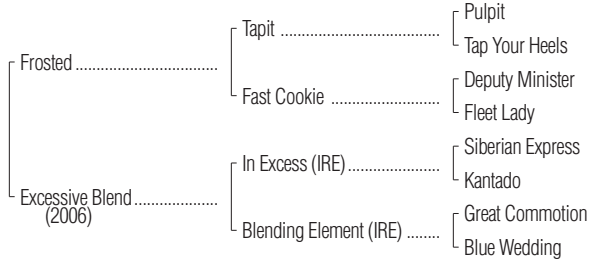 Pulpit
Tapit ....................................
Tap Your Heels
Frosted ................................
Deputy Minister
Fast Cookie .........................
Fleet Lady
Siberian Express
In Excess (IRE).....................
Kantado
Excessive Blend...................
(2006)
Great Commotion
Blending Element (IRE) ........
Blue Wedding